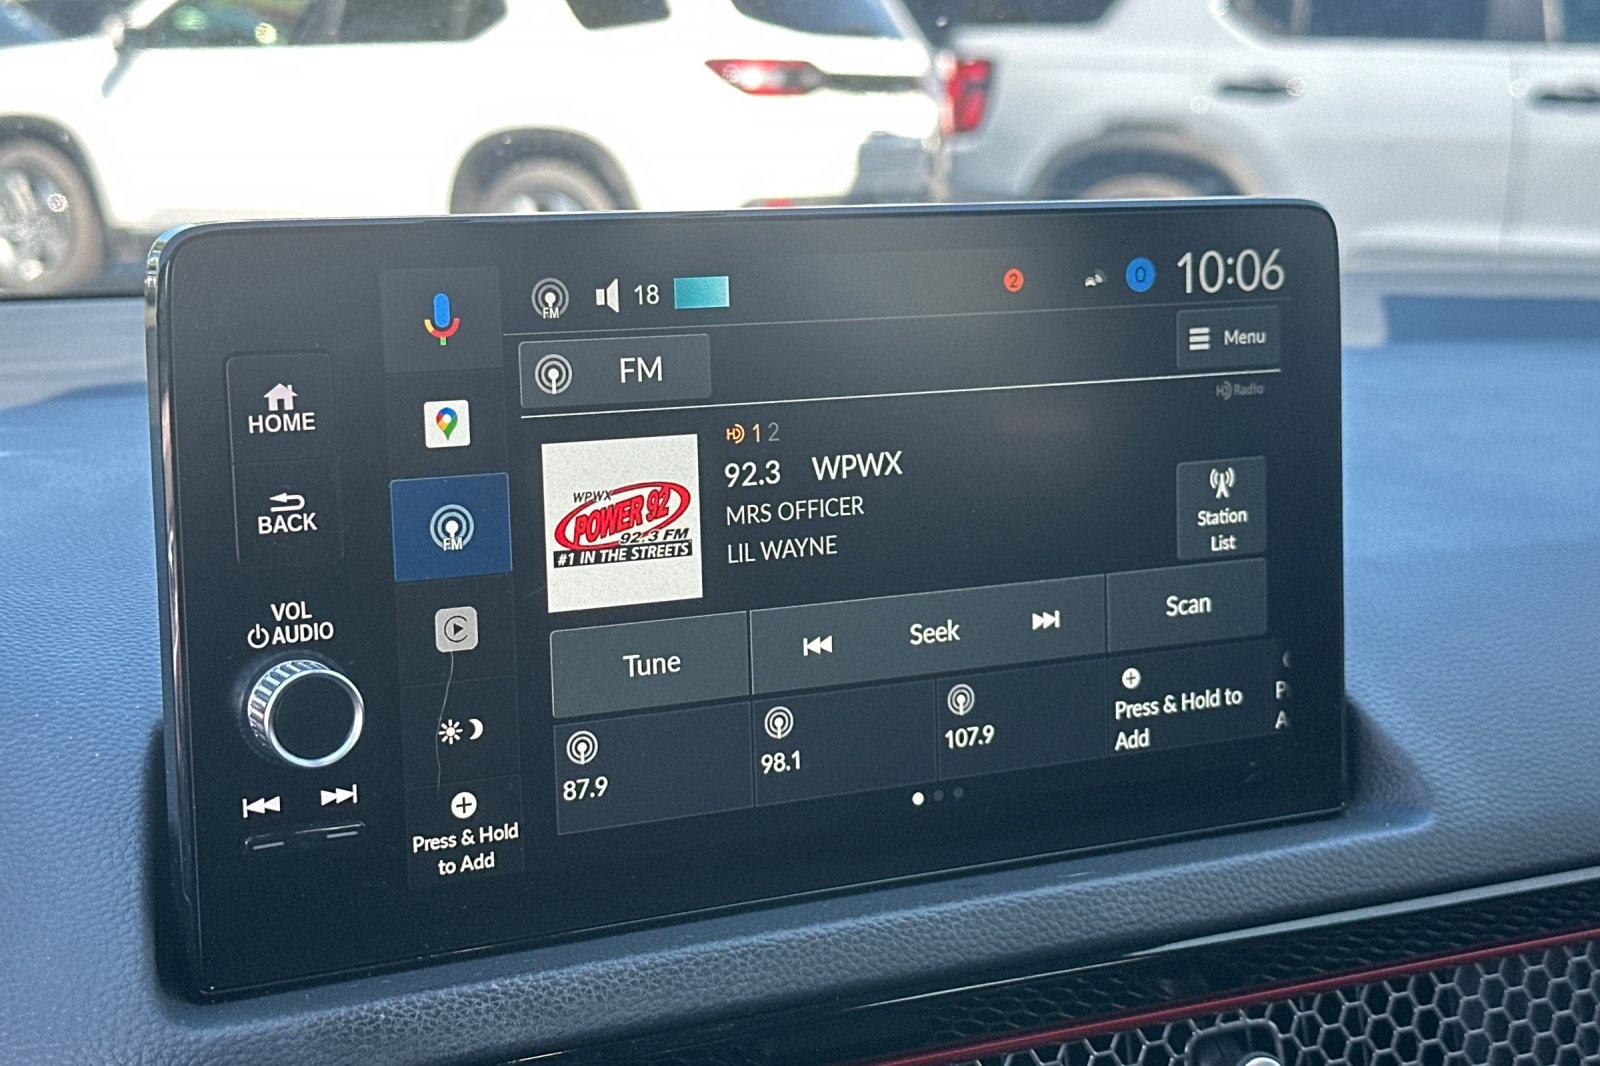 FM
18
2
0
10:06
FM
Menu
HD Radio
HOME
BACK
VOL
AUDIO
FM
HD 1 2
92.3 WPWX
MRS OFFICER
LIL WAYNE
WPWX
POWER 92
92.3 FM
#1 IN THE STREETS
Station
List
Tune
Seek
Scan
87.9
98.1
107.9
Press & Hold to
Add
P
A
Press & Hold
to Add